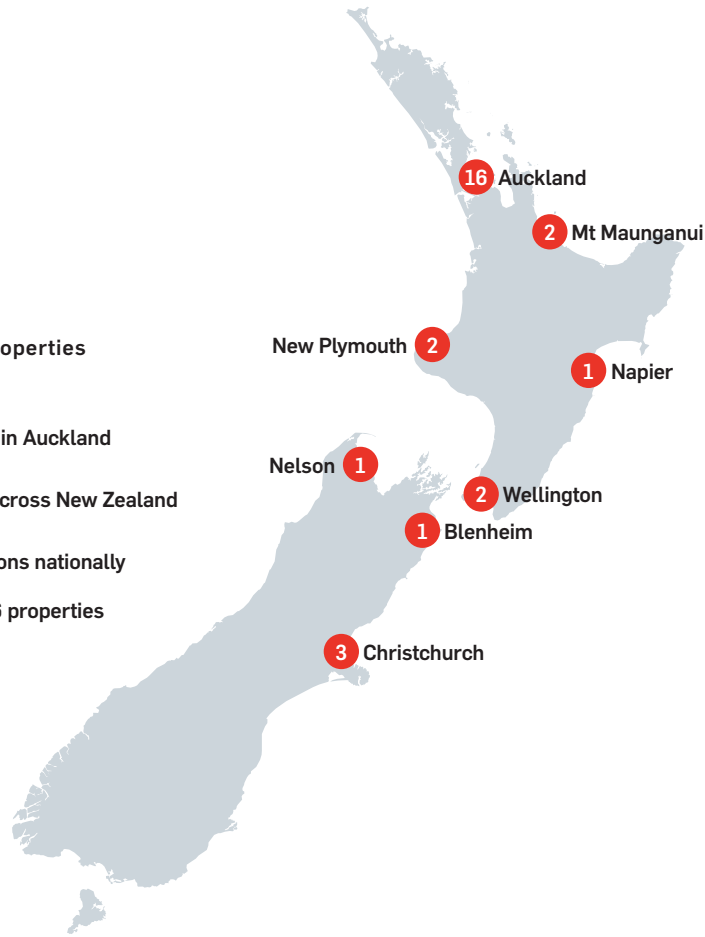 16 Auckland
2 Mt Maunganui
operties
New Plymouth 2
1 Napier
in Auckland
Nelson 1
2 Wellington
cross New Zealand
1 Blenheim
ons nationally
properties
3 Christchurch